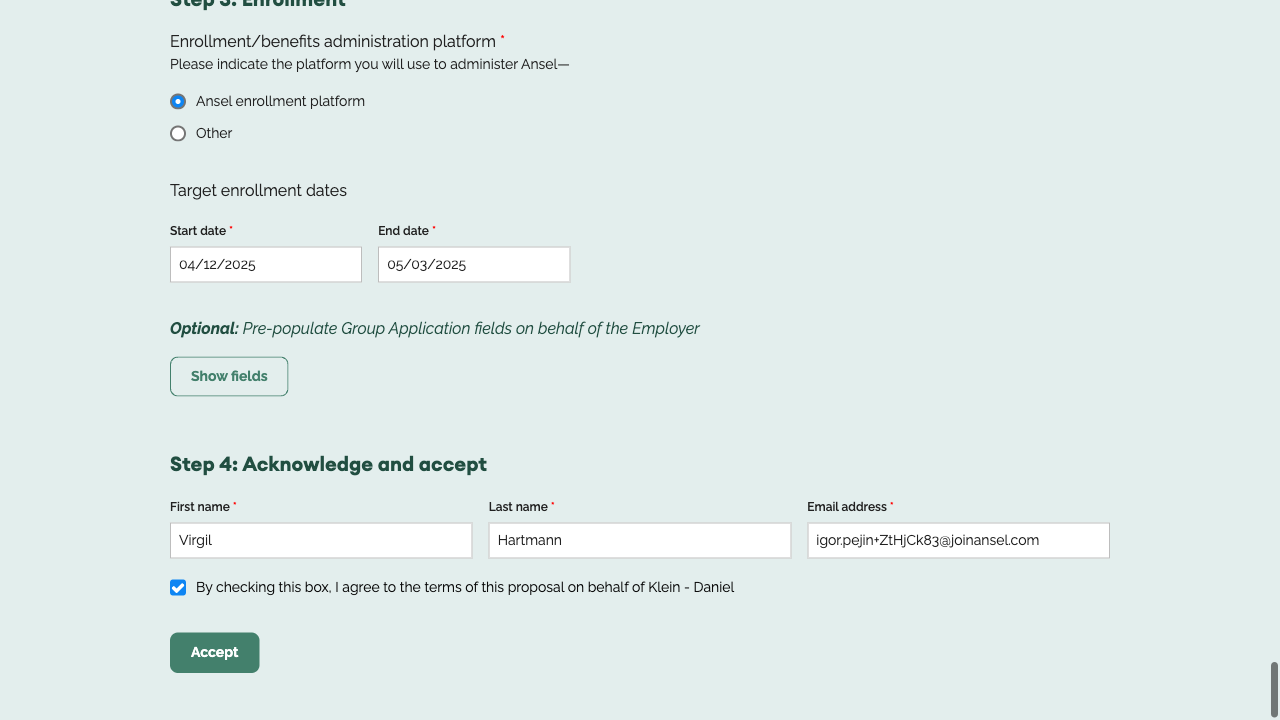 Step 3: Enrollment
Enrollment/benefits administration platform *
Please indicate the platform you will use to administer Ansel—
Ansel enrollment platform
Other
Target enrollment dates
Start date * End date *
04/12/2025 05/03/2025
Optional: Pre-populate Group Application fields on behalf of the Employer
Show fields
Step 4: Acknowledge and accept
First name * Last name * Email address *
Virgil Hartmann igor.pejin+ZtHjCk83@joinansel.com
By checking this box, I agree to the terms of this proposal on behalf of Klein - Daniel
Accept